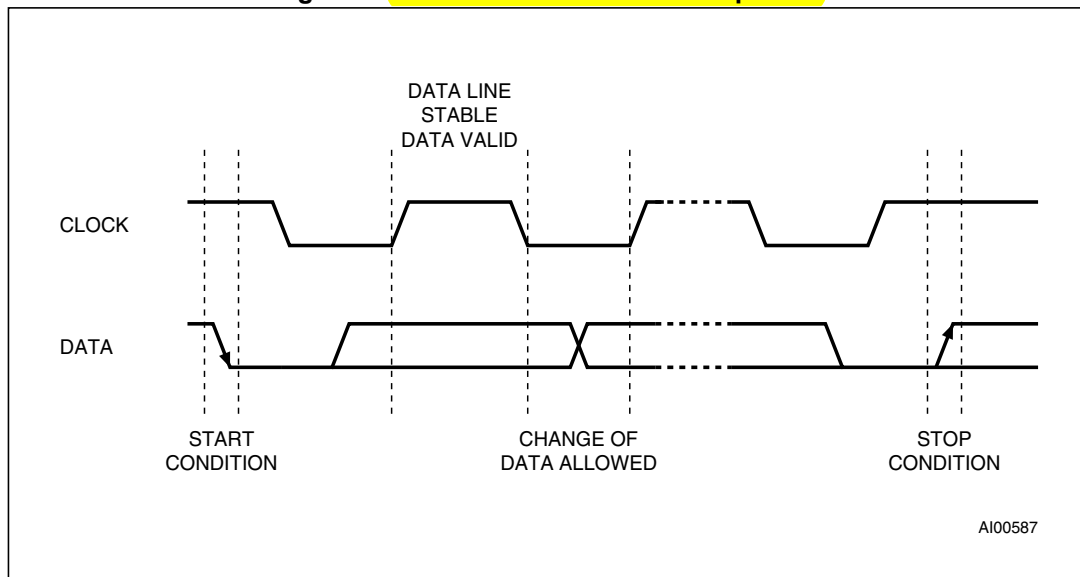 DATA LINE
STABLE
DATA VALID
CLOCK
DATA
START
CONDITION
CHANGE OF
DATA ALLOWED
STOP
CONDITION
AI00587